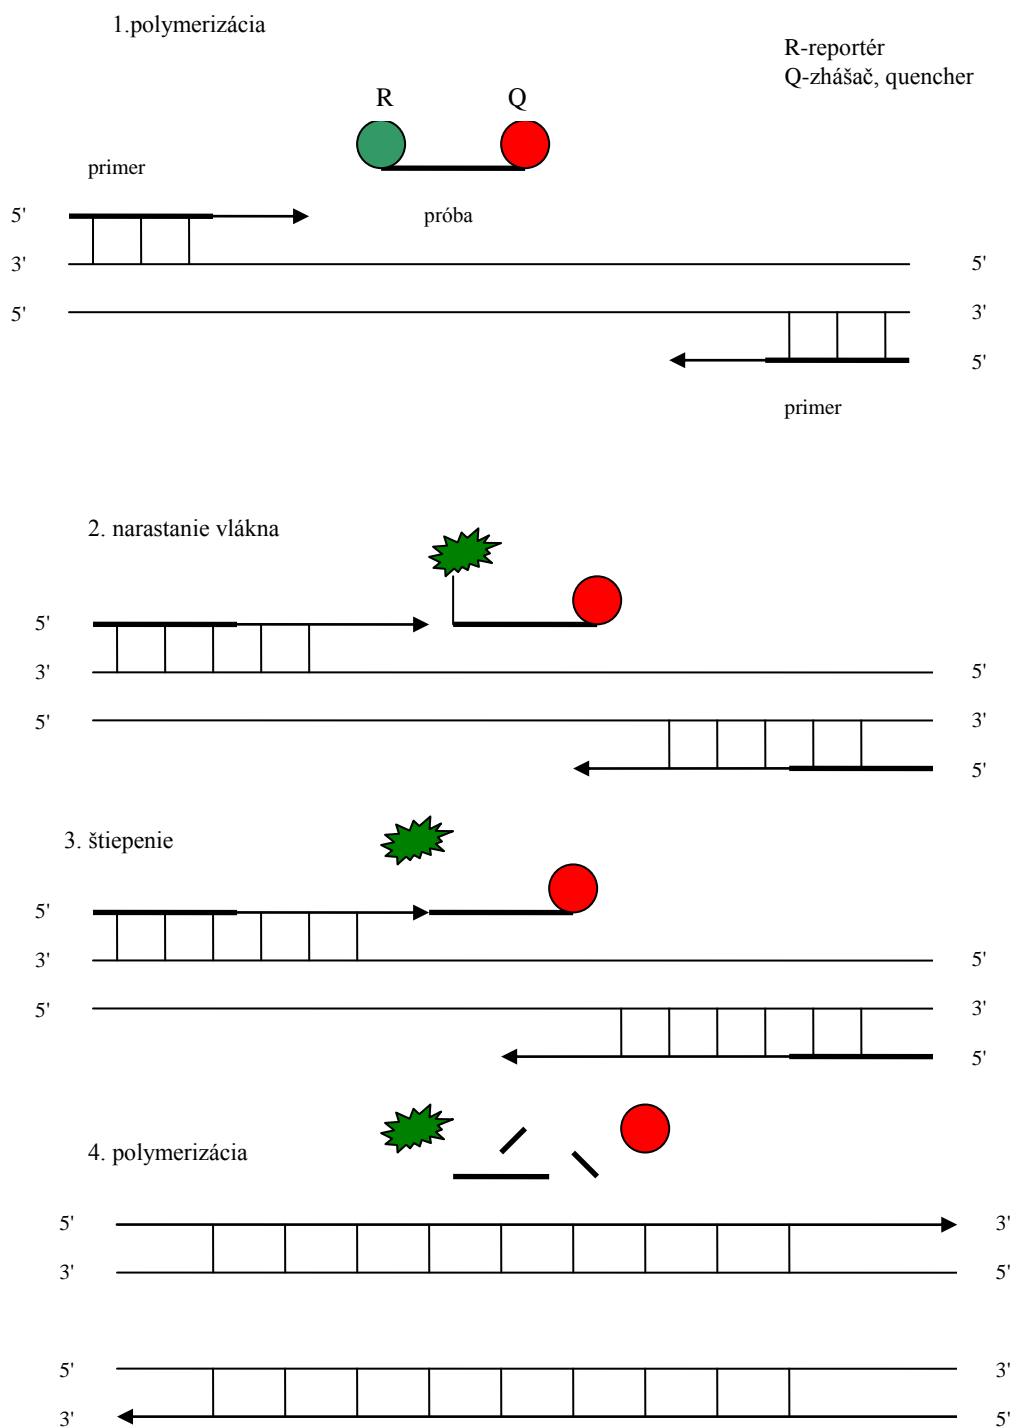 1.polymerizácia
R-reportér
Q-zhášač, quencher
R Q
primer
5'
próba
3' 5'
5' 3'
5'
primer
2. narastanie vlákna
5'
3' 5'
5' 3'
5'
3. štiepenie
5'
3' 5'
5' 3'
5'
4. polymerizácia
5' 3'
3' 5'
5' 3'
3' 5'